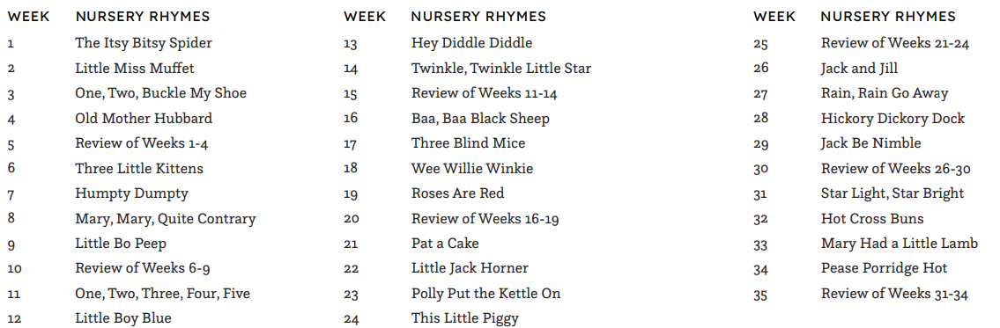 WEEK NURSERY RHYMES
1 The Itsy Bitsy Spider
2 Little Miss Muffet
3 One, Two, Buckle My Shoe
4 Old Mother Hubbard
5 Review of Weeks 1-4
6 Three Little Kittens
7 Humpty Dumpty
8 Mary, Mary, Quite Contrary
9 Little Bo Peep
10 Review of Weeks 6-9
11 One, Two, Three, Four, Five
12 Little Boy Blue
WEEK NURSERY RHYMES
13 Hey Diddle Diddle
14 Twinkle, Twinkle Little Star
15 Review of Weeks 11-14
16 Baa, Baa Black Sheep
17 Three Blind Mice
18 Wee Willie Winkie
19 Roses Are Red
20 Review of Weeks 16-19
21 Pat a Cake
22 Little Jack Horner
23 Polly Put the Kettle On
24 This Little Piggy
WEEK NURSERY RHYMES
25 Review of Weeks 21-24
26 Jack and Jill
27 Rain, Rain Go Away
28 Hickory Dickory Dock
29 Jack Be Nimble
30 Review of Weeks 26-30
31 Star Light, Star Bright
32 Hot Cross Buns
33 Mary Had a Little Lamb
34 Pease Porridge Hot
35 Review of Weeks 31-34